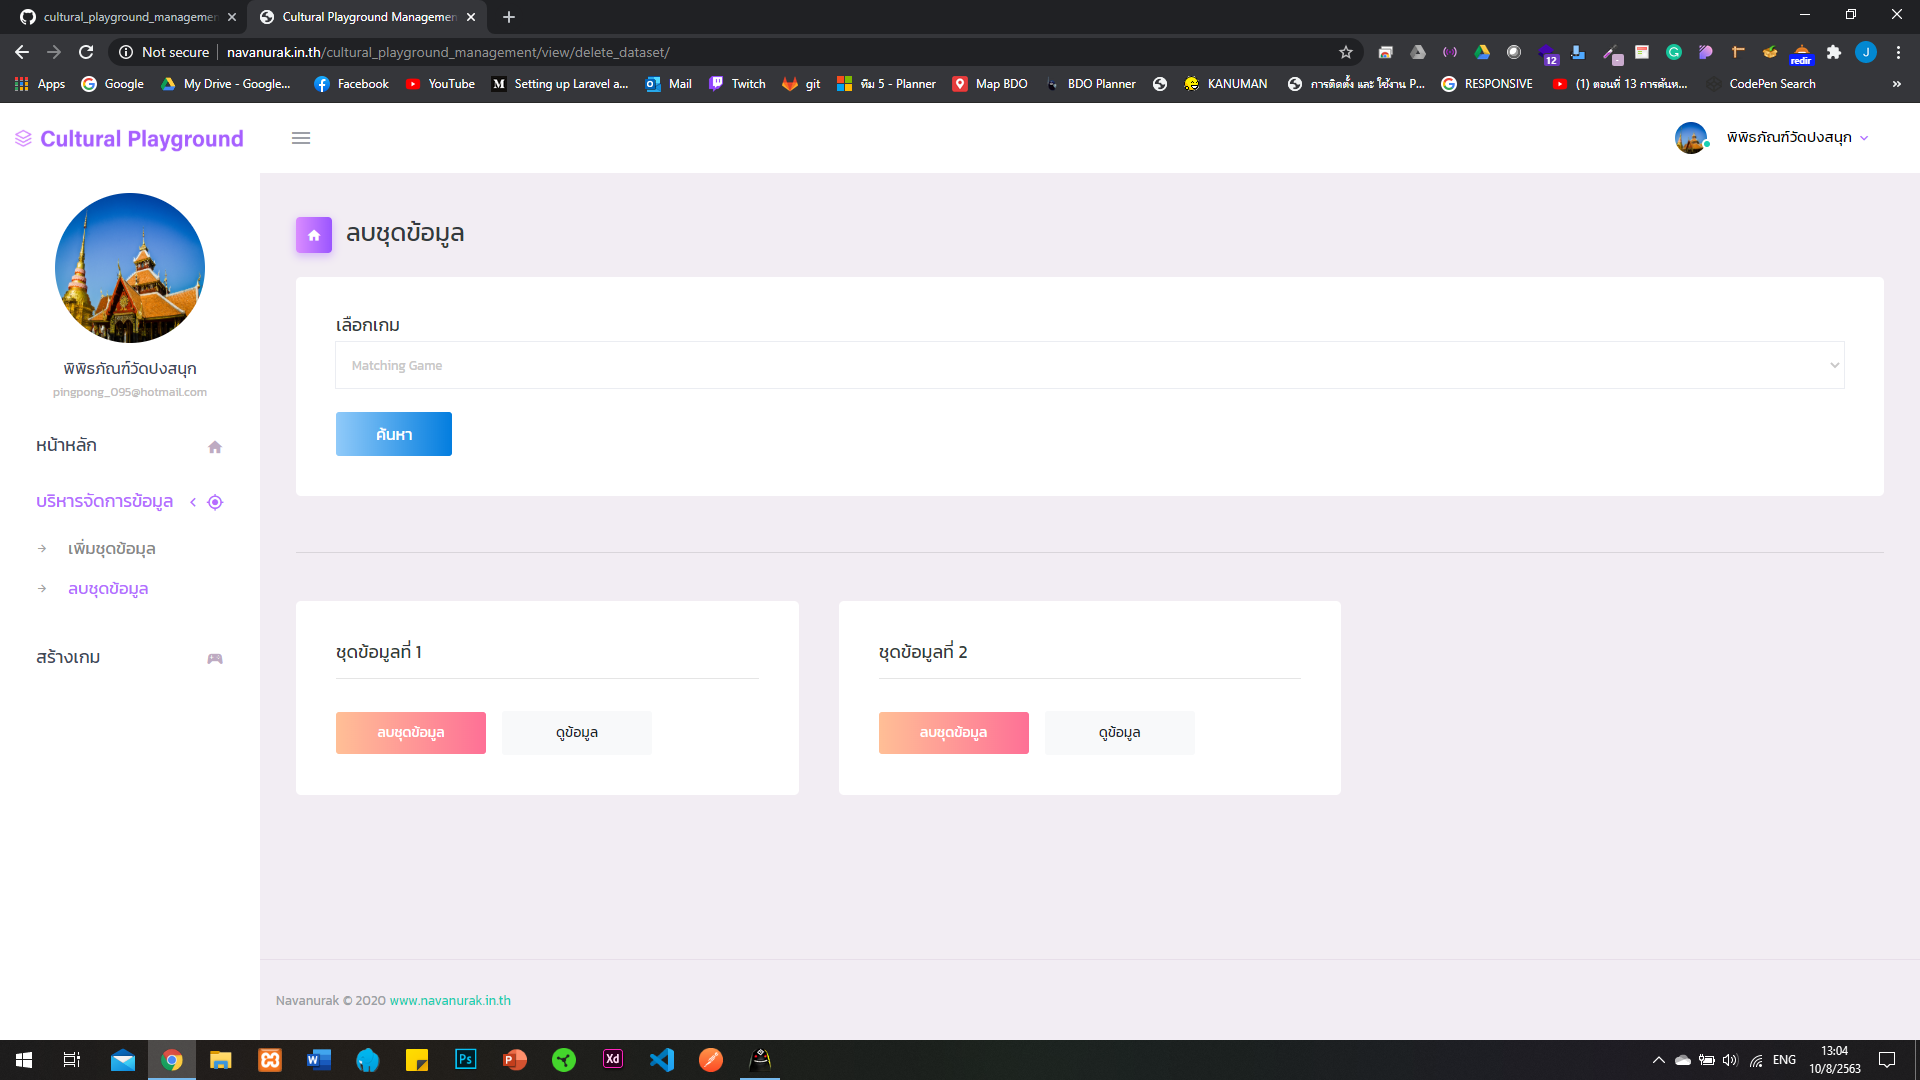 cultural_playground_managemen
Cultural Playground Managemen
Not secure
navanurak.in.th/cultural_playground_management/view/delete_dataset/
12
redir
J
Apps
Google
My Drive - Google...
Facebook
YouTube
M
Setting up Laravel a...
Mail
Twitch
git
ทีม 5 - Planner
Map BDO
BDO Planner
KANUMAN
การติดตั้ง และ ใช้งาน P...
RESPONSIVE
(1) ตอนที่ 13 การค้นห...
CodePen Search
»
Cultural Playground
พิพิธภัณฑ์วัดปงสนุก
พิพิธภัณฑ์วัดปงสนุก
pingpong_095@hotmail.com
หน้าหลัก
บริหารจัดการข้อมูล
เพิ่มชุดข้อมุล
ลบชุดข้อมูล
สร้างเกม
ลบชุดข้อมูล
เลือกเกม
Matching Game
ค้นหา
ชุดข้อมูลที่ 1
ลบชุดข้อมูล
ดูข้อมูล
ชุดข้อมูลที่ 2
ลบชุดข้อมูล
ดูข้อมูล
Navanurak © 2020 www.navanurak.in.th
W
Ps
P
Xd
ENG
13:04
10/8/2563